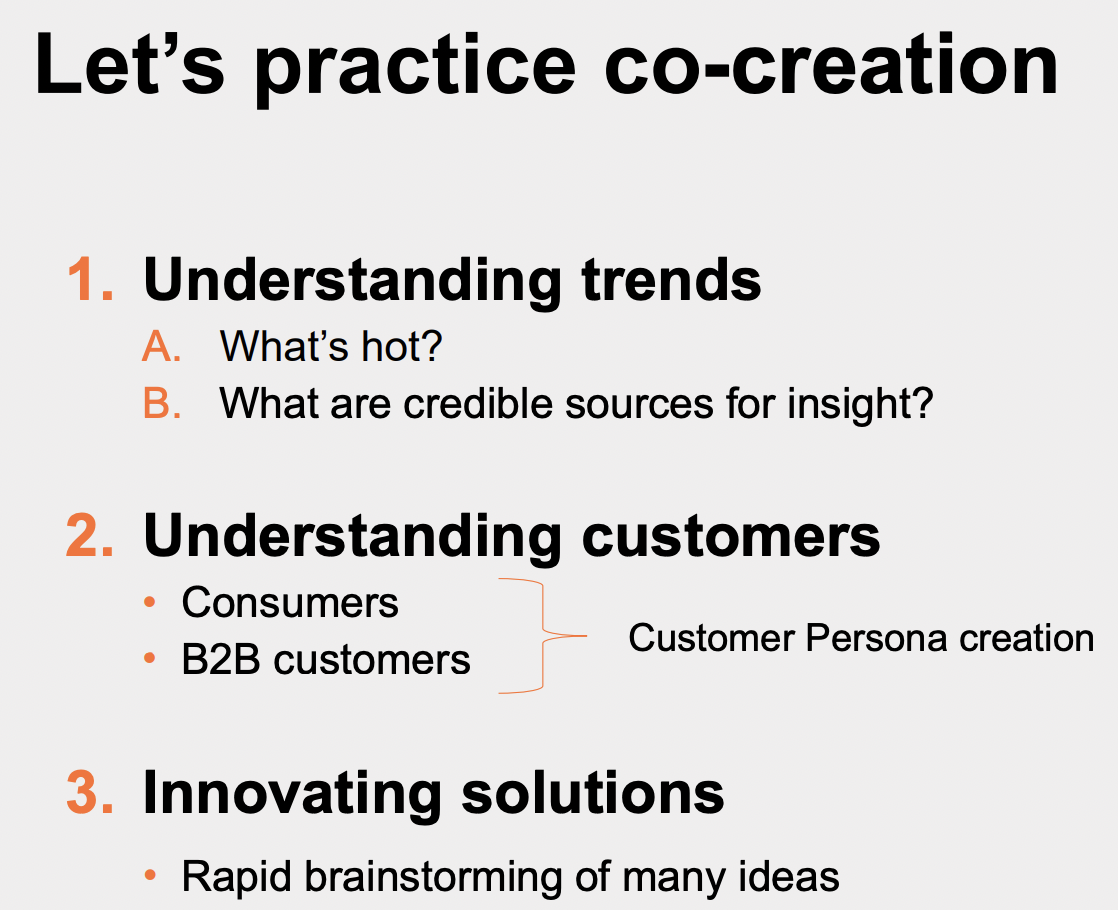 Let’s practice co-creation
1. Understanding trends
A. What’s hot?
B. What are credible sources for insight?
2. Understanding customers
• Consumers
• B2B customers
Customer Persona creation
3. Innovating solutions
• Rapid brainstorming of many ideas